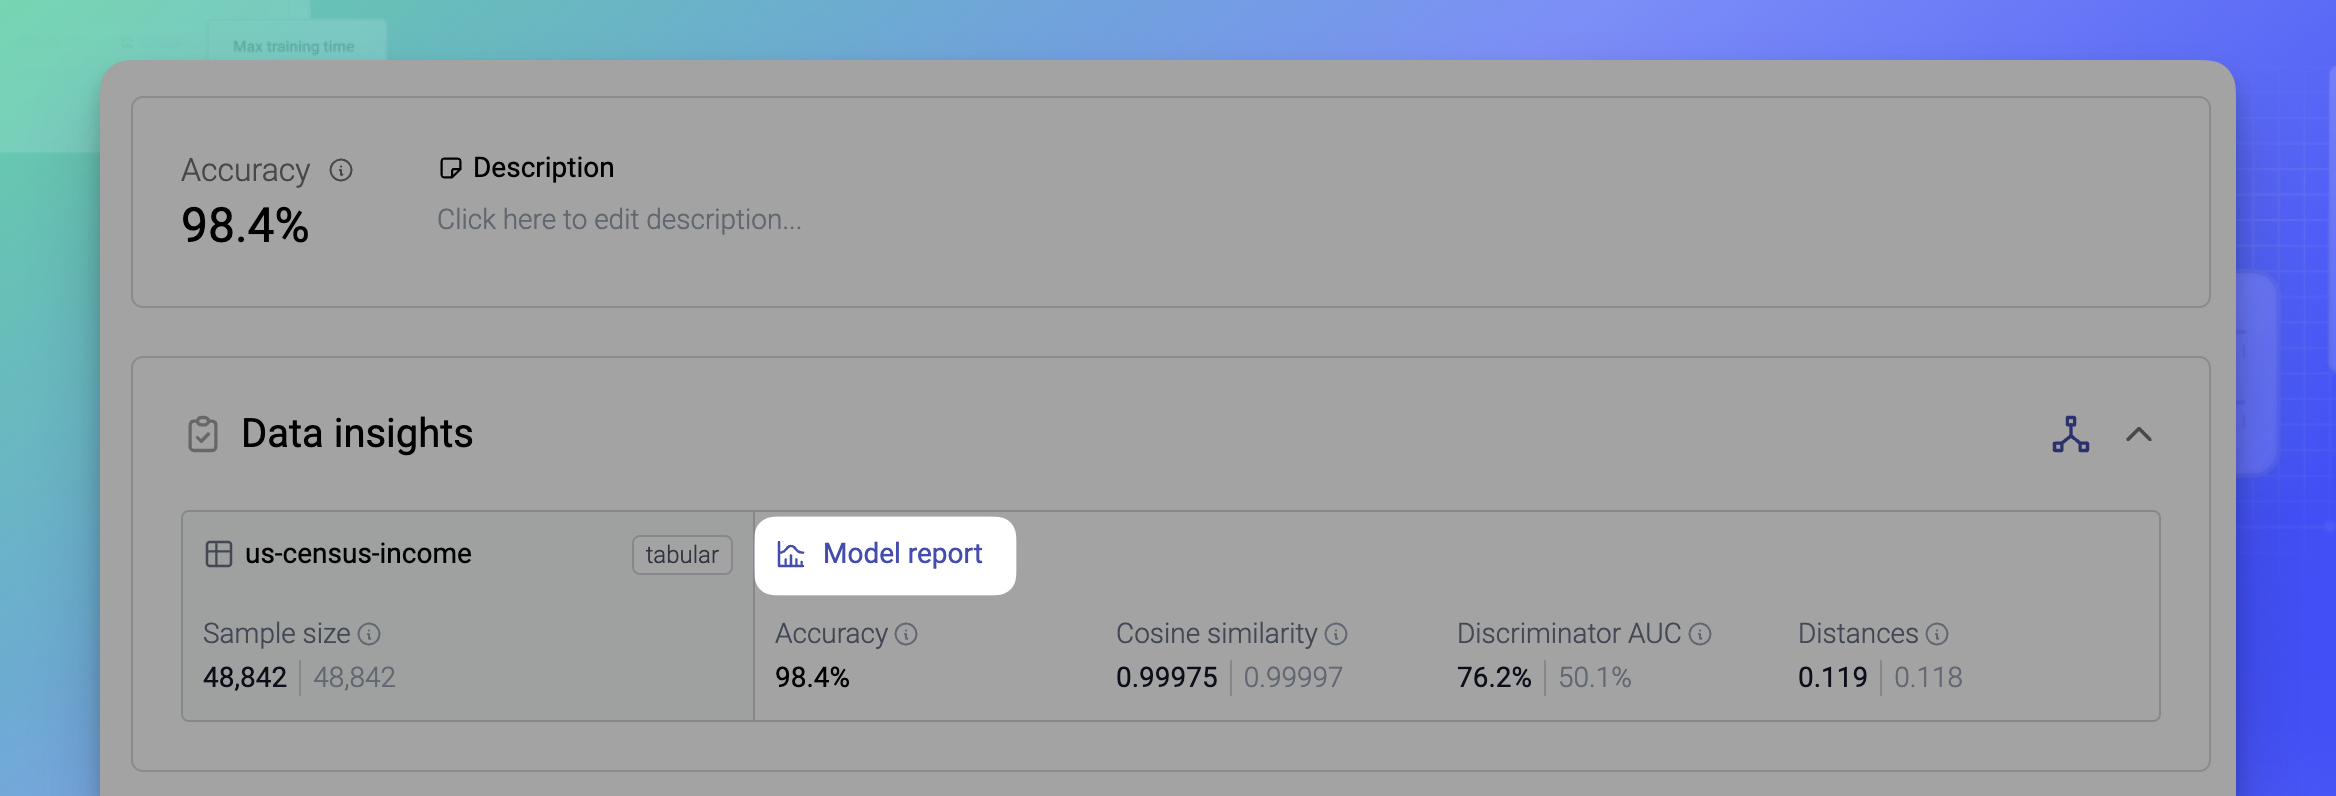 Max training time
Accuracy
98.4%
Description
Click here to edit description...
Data insights
us-census-income
tabular
Model report
Sample size
48,842 48,842
Accuracy
98.4%
Cosine similarity
0.99975 0.99997
Discriminator AUC
76.2% 50.1%
Distances
0.119 0.118